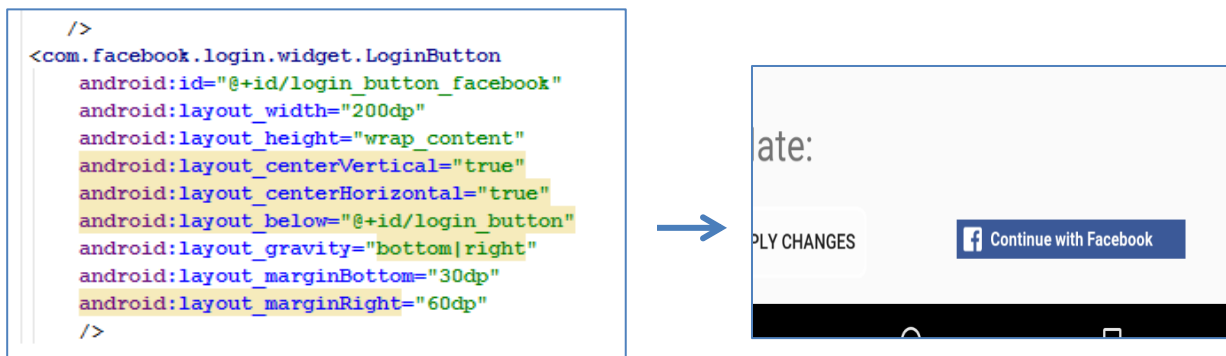 />
<com.facebook.login.widget.LoginButton
android:id="@+id/login_button_facebook"
android:layout_width="200dp"
android:layout_height="wrap_content"
android:layout_centerVertical="true"
android:layout_centerHorizontal="true"
android:layout_below="@+id/login_button"
android:layout_gravity="bottom|right"
android:layout_marginBottom="30dp"
android:layout_marginRight="60dp"
/>
late:
PLY CHANGES
f Continue with Facebook